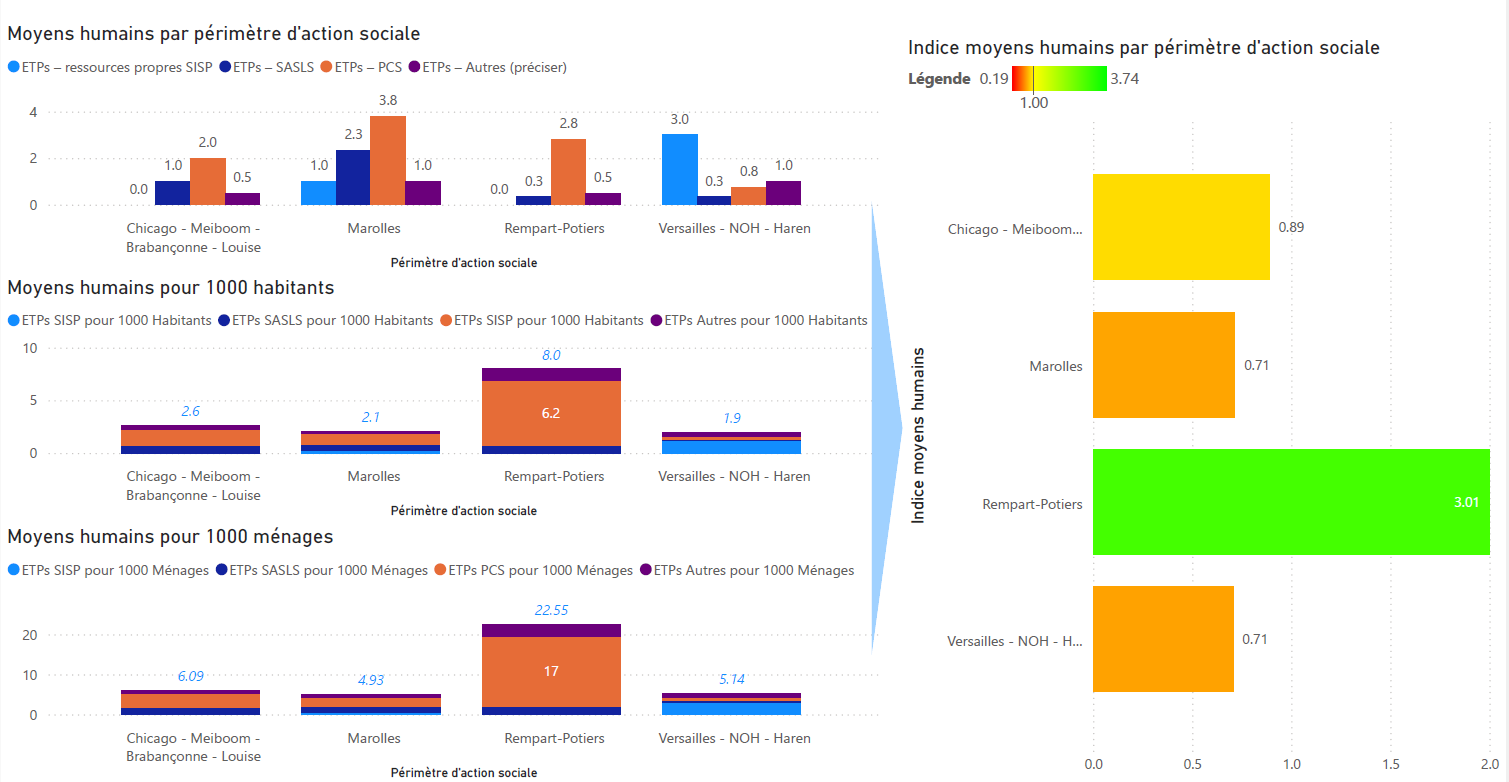 Moyens humains par périmètre d'action sociale
ETPs – ressources propres SISP ETPs – SASLS ETPs – PCS ETPs – Autres (préciser)
4
2
0
0.0
1.0
2.0
0.5
1.0
2.3
3.8
1.0
0.0
0.3
2.8
0.5
3.0
0.3
0.8
1.0
Chicago - Meiboom -
Brabançonne - Louise
Marolles
Rempart-Potiers
Versailles - NOH - Haren
Périmètre d'action sociale
Moyens humains pour 1000 habitants
ETPs SISP pour 1000 Habitants ETPs SASLS pour 1000 Habitants ETPs SISP pour 1000 Habitants ETPs Autres pour 1000 Habitants
10
5
0
2.6
2.1
8.0
6.2
1.9
Chicago - Meiboom -
Brabançonne - Louise
Marolles
Rempart-Potiers
Versailles - NOH - Haren
Périmètre d'action sociale
Moyens humains pour 1000 ménages
ETPs SISP pour 1000 Ménages ETPs SASLS pour 1000 Ménages ETPs PCS pour 1000 Ménages ETPs Autres pour 1000 Ménages
20
10
0
6.09
4.93
22.55
17
5.14
Chicago - Meiboom -
Brabançonne - Louise
Marolles
Rempart-Potiers
Versailles - NOH - Haren
Périmètre d'action sociale
Indice moyens humains par périmètre d'action sociale
Légende 0.19 3.74
1.00
Indice moyens humains
Chicago - Meiboom...
0.89
Marolles
0.71
Rempart-Potiers
3.01
Versailles - NOH - H...
0.71
0.0 0.5 1.0 1.5 2.0